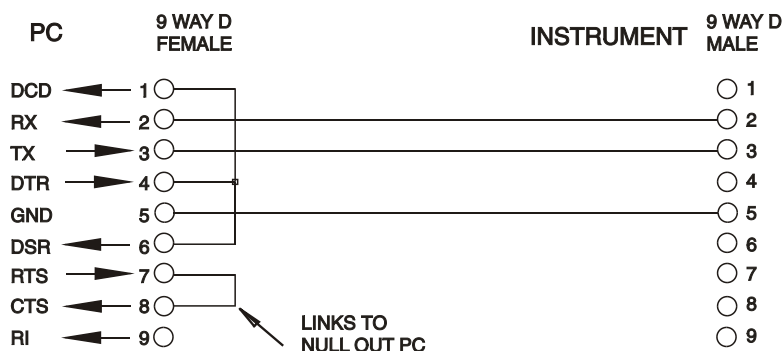 PC
9 WAY D
FEMALE
INSTRUMENT
9 WAY D
MALE
DCD 1 1
RX 2 2
TX 3 3
DTR 4 4
GND 5 5
DSR 6 6
RTS 7 7
CTS 8 8
RI 9 9
LINKS TO
NULL OUT PC